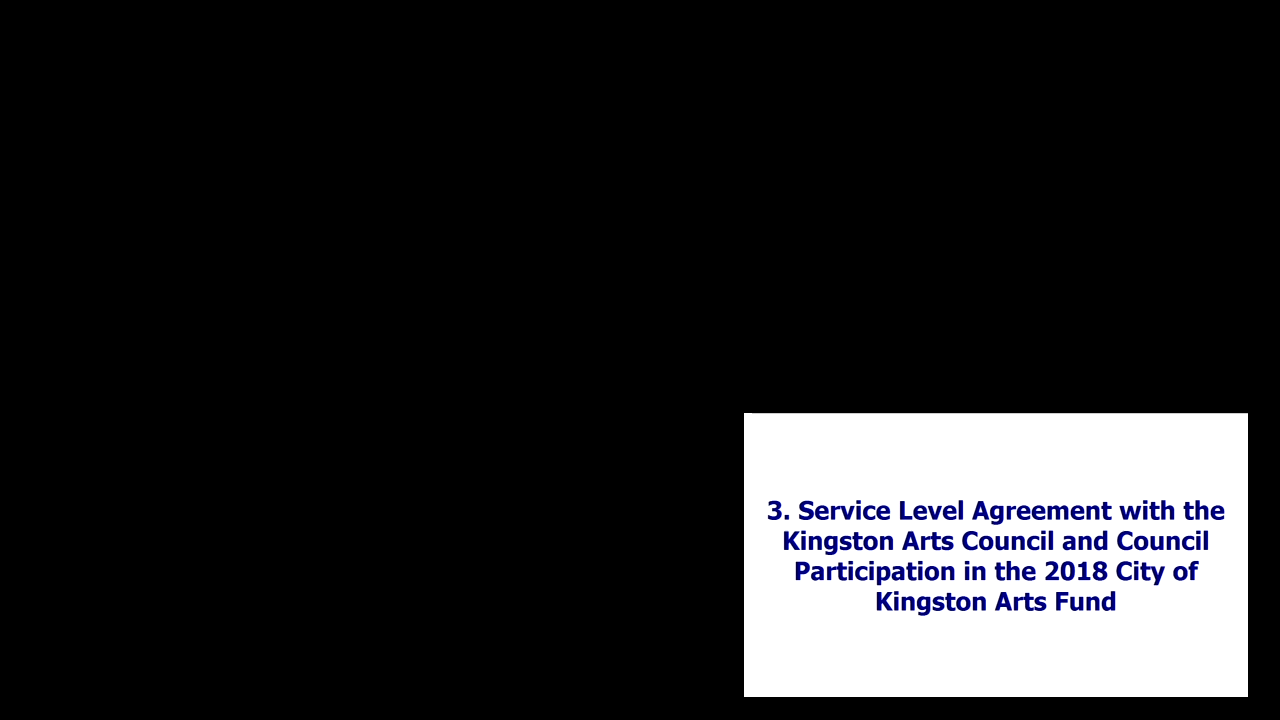 3. Service Level Agreement with the
Kingston Arts Council and Council
Participation in the 2018 City of
Kingston Arts Fund